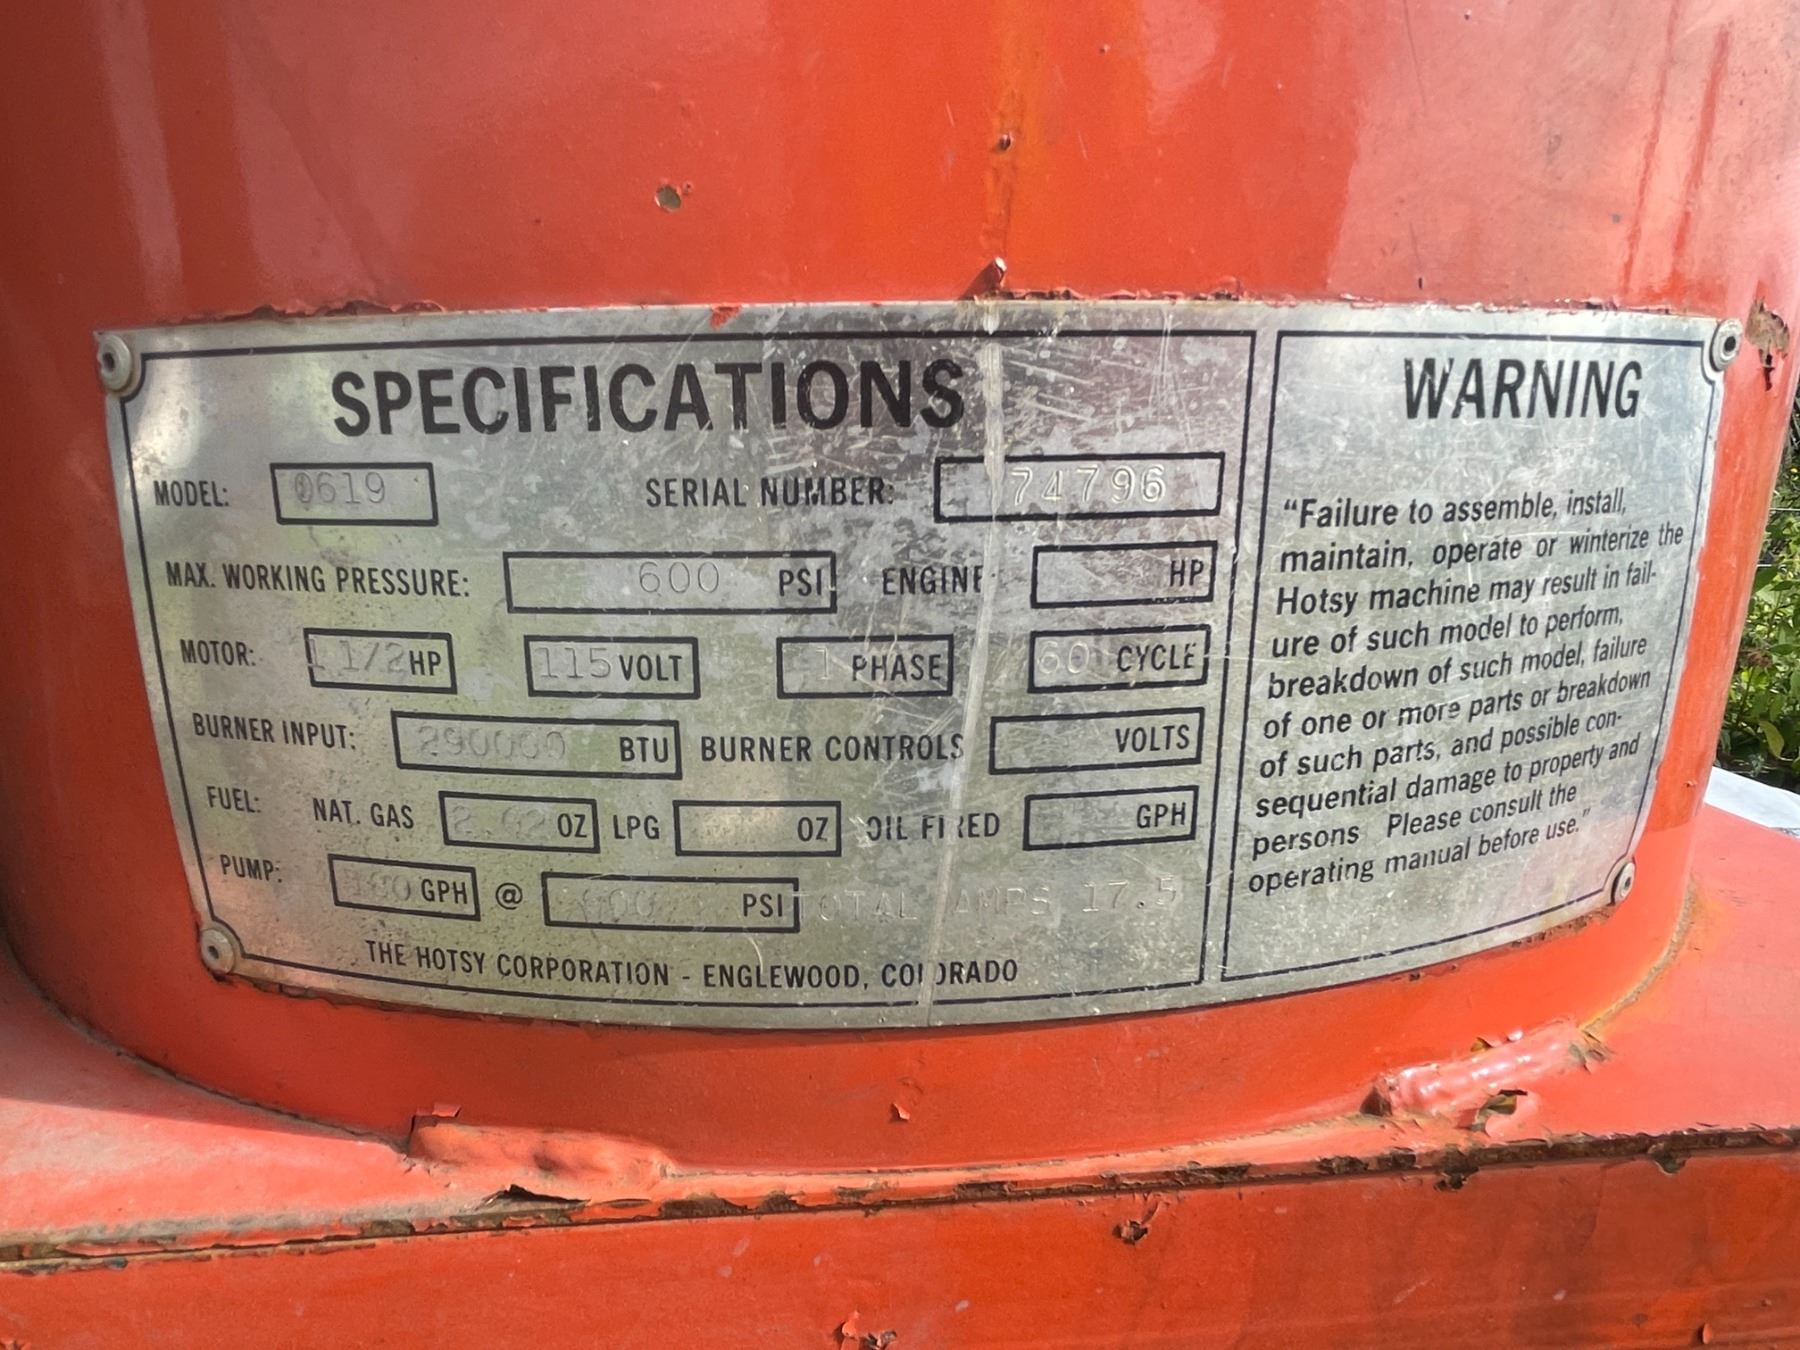 SPECIFICATIONS
MODEL: 0619 SERIAL NUMBER: 74796
MAX. WORKING PRESSURE: 600 PSI ENGINE: HP
MOTOR: 1 1/2 HP 115 VOLT 1 PHASE 60 CYCLE
BURNER INPUT: 290000 BTU BURNER CONTROLS VOLTS
FUEL: NAT. GAS OZ LPG OZ OIL FIRED GPH
PUMP: GPH @ 600 PSI TOTAL AMPS 17.5
THE HOTSY CORPORATION - ENGLEWOOD, COLORADO
WARNING
“Failure to assemble, install,
maintain, operate or winterize the
Hotsy machine may result in fail-
ure of such model to perform,
breakdown of such model, failure
of one or more parts or breakdown
of such parts, and possible con-
sequential damage to property and
persons Please consult the
operating manual before use.”